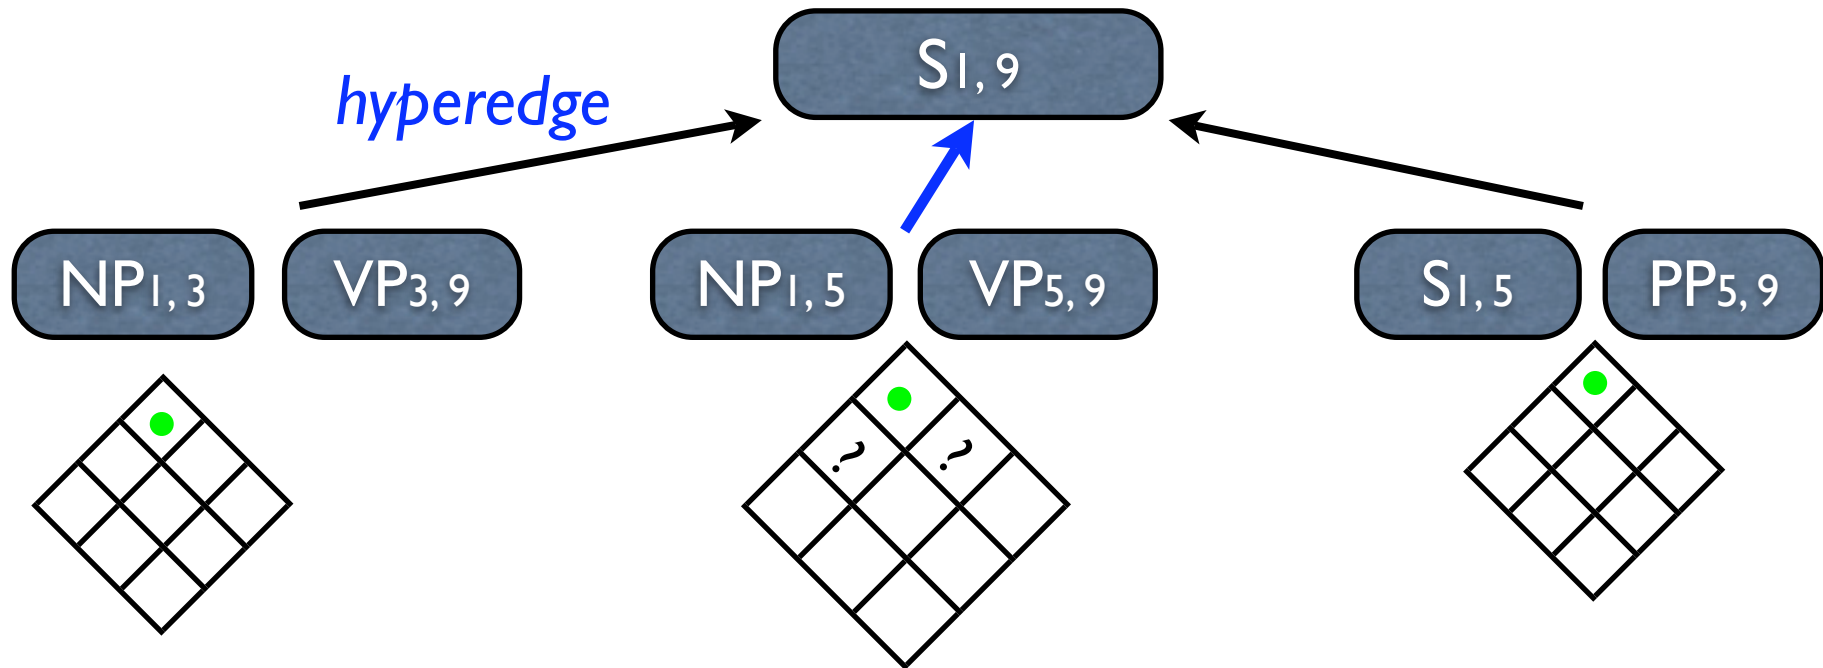 S1, 9
hyperedge
NP1, 3 VP3, 9 NP1, 5 VP5, 9 S1, 5 PP5, 9
? ?